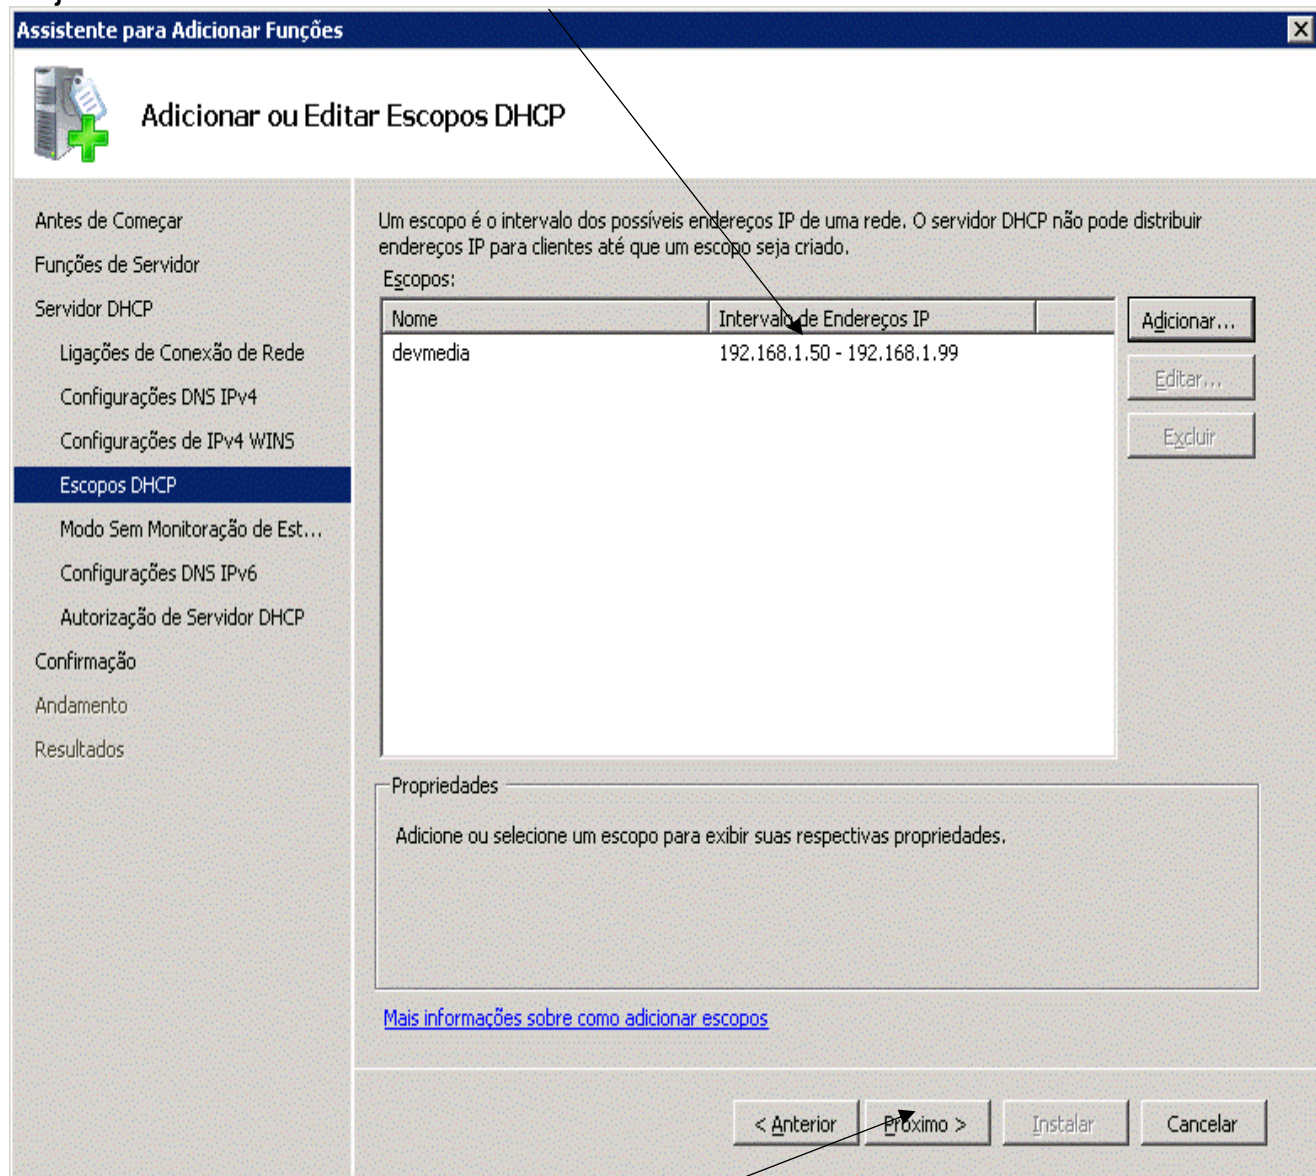 Assistente para Adicionar Funções
Adicionar ou Editar Escopos DHCP
Antes de Começar
Funções de Servidor
Servidor DHCP
Ligações de Conexão de Rede
Configurações DNS IPv4
Configurações de IPv4 WINS
Escopos DHCP
Modo Sem Monitoração de Est...
Configurações DNS IPv6
Autorização de Servidor DHCP
Confirmação
Andamento
Resultados
Um escopo é o intervalo dos possíveis endereços IP de uma rede. O servidor DHCP não pode distribuir
endereços IP para clientes até que um escopo seja criado.
Escopos:
Nome Intervalo de Endereços IP
devmedia 192.168.1.50 - 192.168.1.99
Adicionar...
Editar...
Excluir
Propriedades
Adicione ou selecione um escopo para exibir suas respectivas propriedades.
Mais informações sobre como adicionar escopos
< Anterior Próximo > Instalar Cancelar